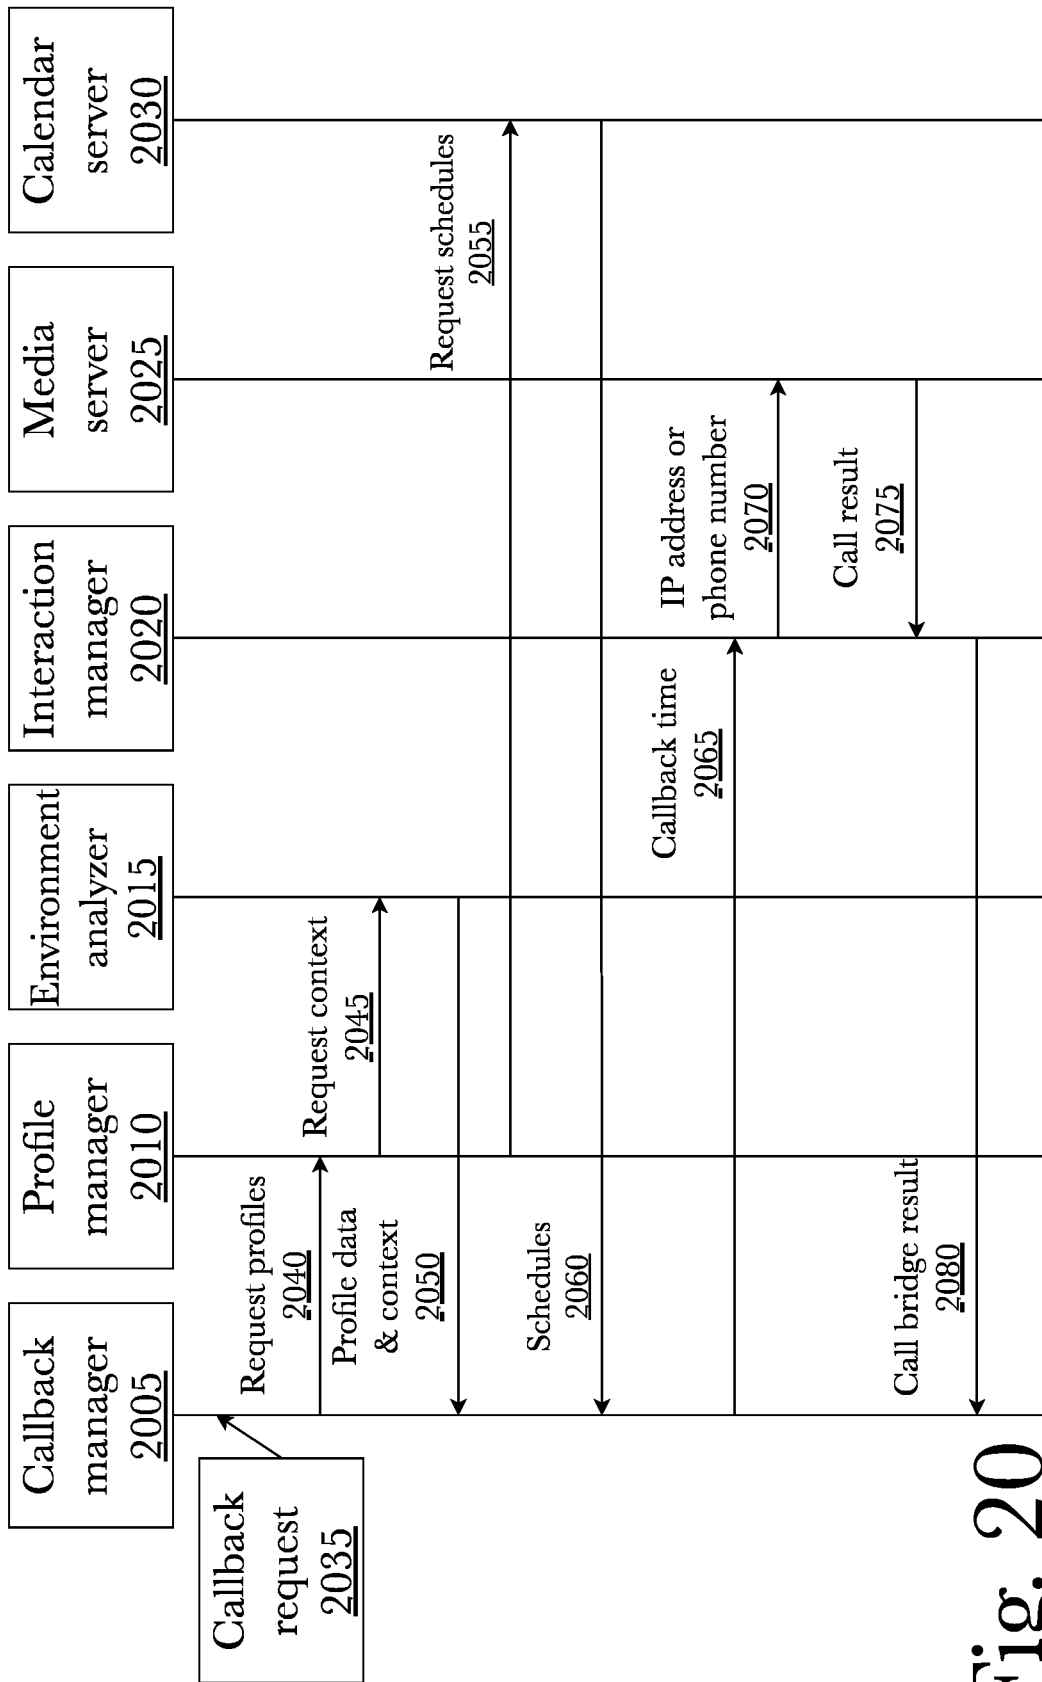 Callback
manager
2005
Profile
manager
2010
Environment
analyzer
2015
Interaction
manager
2020
Media
server
2025
Calendar
server
2030
Callback
request
2035
Request profiles
2040
Request context
2045
Profile data
& context
2050
Request schedules
2055
Schedules
2060
Callback time
2065
IP address or
phone number
2070
Call result
2075
Call bridge result
2080
Fig. 20